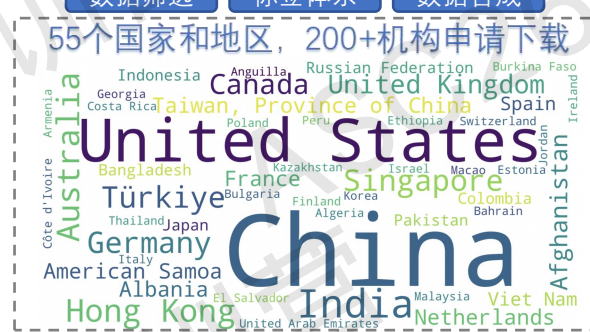 数据筛选 标签体系 数据合成
55个国家和地区，200+机构申请下载
Indonesia Anguilla Russian Federation Burkina Faso
Georgia Canada United Kingdom Ireland
Costa Rica Taiwan, Province of China Spain
Armenia Australia Poland Peru Ethiopia Switzerland
United States Jordan
Bangladesh Kazakhstan Israel Macao Estonia
France Singapore
Côte d'Ivoire Türkiye Bulgaria Finland Korea Colombia Afghanistan
Thailand Japan Algeria Pakistan Bahrain
Germany China
Italy
American Samoa
Albania India Malaysia Viet Nam
Hong Kong El Salvador Netherlands
United Arab Emirates